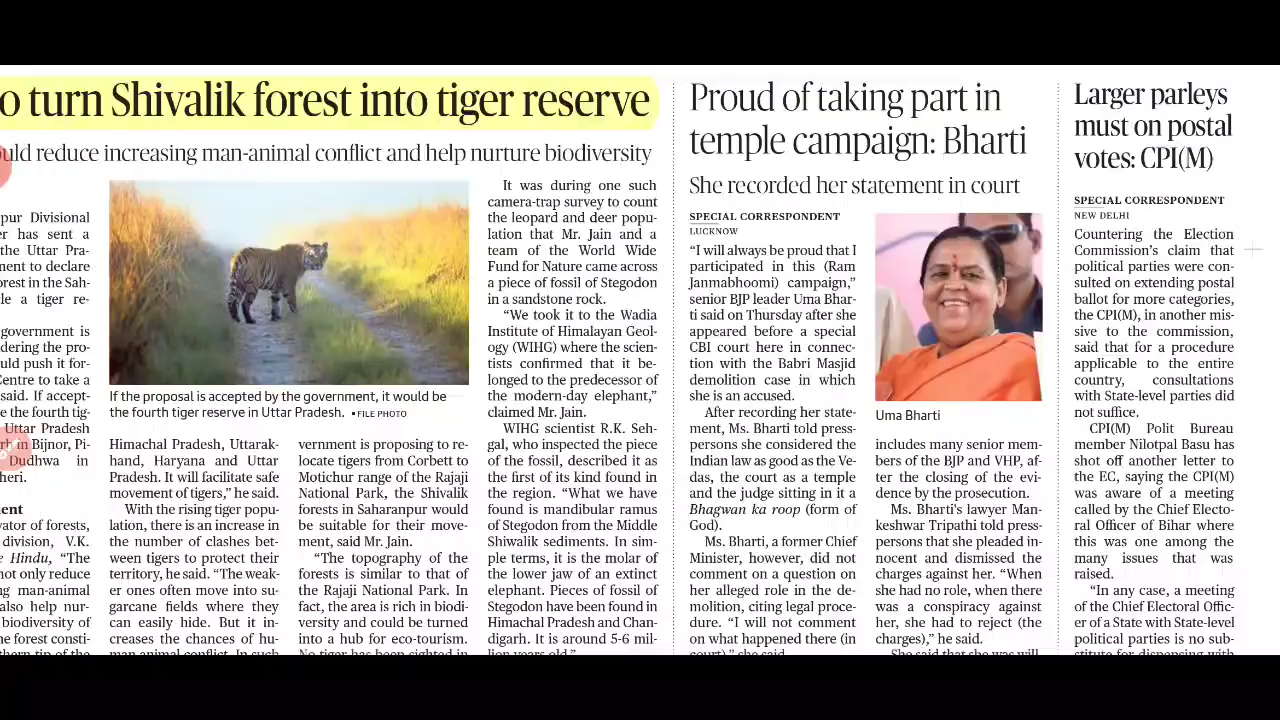 o turn Shivalik forest into tiger reserve
uld reduce increasing man-animal conflict and help nurture biodiversity
pur Divisional
er has sent a
the Uttar Pra-
ment to declare
orest in the Sah-
le a tiger re-
government is
dering the pro-
uld push it for-
Centre to take a
said. If accept-
e the fourth tig-
Uttar Pradesh
in Bijnor, Pi-
Dudhwa in
heri.
ent
vator of forests,
division, V.K.
e Hindu, “The
not only reduce
ng man-animal
also help nur-
biodiversity of
he forest consti-
thern tip of the
If the proposal is accepted by the government, it would be
the fourth tiger reserve in Uttar Pradesh. ▪FILE PHOTO
Himachal Pradesh, Uttarak-
hand, Haryana and Uttar
Pradesh. It will facilitate safe
movement of tigers,” he said.
With the rising tiger popu-
lation, there is an increase in
the number of clashes bet-
ween tigers to protect their
territory, he said. “The weak-
er ones often move into su-
garcane fields where they
can easily hide. But it in-
creases the chances of hu-
man-animal conflict. In such
vernment is proposing to re-
locate tigers from Corbett to
Motichur range of the Rajaji
National Park, the Shivalik
forests in Saharanpur would
be suitable for their move-
ment, said Mr. Jain.
“The topography of the
forests is similar to that of
the Rajaji National Park. In
fact, the area is rich in biodi-
versity and could be turned
into a hub for eco-tourism.
No tiger has been sighted in
It was during one such
camera-trap survey to count
the leopard and deer popu-
lation that Mr. Jain and a
team of the World Wide
Fund for Nature came across
a piece of fossil of Stegodon
in a sandstone rock.
“We took it to the Wadia
Institute of Himalayan Geol-
ogy (WIHG) where the scien-
tists confirmed that it be-
longed to the predecessor of
the modern-day elephant,”
claimed Mr. Jain.
WIHG scientist R.K. Seh-
gal, who inspected the piece
of the fossil, described it as
the first of its kind found in
the region. “What we have
found is mandibular ramus
of Stegodon from the Middle
Shiwalik sediments. In sim-
ple terms, it is the molar of
the lower jaw of an extinct
elephant. Pieces of fossil of
Stegodon have been found in
Himachal Pradesh and Chan-
digarh. It is around 5-6 mil-
lion years old.”
Proud of taking part in
temple campaign: Bharti
She recorded her statement in court
SPECIAL CORRESPONDENT
LUCKNOW
“I will always be proud that I
participated in this (Ram
Janmabhoomi) campaign,”
senior BJP leader Uma Bhar-
ti said on Thursday after she
appeared before a special
CBI court here in connec-
tion with the Babri Masjid
demolition case in which
she is an accused.
After recording her state-
ment, Ms. Bharti told press-
persons she considered the
Indian law as good as the Ve-
das, the court as a temple
and the judge sitting in it a
Bhagwan ka roop (form of
God).
Ms. Bharti, a former Chief
Minister, however, did not
comment on a question on
her alleged role in the de-
molition, citing legal proce-
dure. “I will not comment
on what happened there (in
court),” she said.
Uma Bharti
includes many senior mem-
bers of the BJP and VHP, af-
ter the closing of the evi-
dence by the prosecution.
Ms. Bharti's lawyer Man-
keshwar Tripathi told press-
persons that she pleaded in-
nocent and dismissed the
charges against her. “When
she had no role, when there
was a conspiracy against
her, she had to reject (the
charges),” he said.
She said that she was will-
Larger parleys
must on postal
votes: CPI(M)
SPECIAL CORRESPONDENT
NEW DELHI
Countering the Election
Commission’s claim that
political parties were con-
sulted on extending postal
ballot for more categories,
the CPI(M), in another mis-
sive to the commission,
said that for a procedure
applicable to the entire
country, consultations
with State-level parties did
not suffice.
CPI(M) Polit Bureau
member Nilotpal Basu has
shot off another letter to
the EC, saying the CPI(M)
was aware of a meeting
called by the Chief Electo-
ral Officer of Bihar where
this was one among the
many issues that was
raised.
“In any case, a meeting
of the Chief Electoral Offic-
er of a State with State-level
political parties is no sub-
stitute for dispensing with